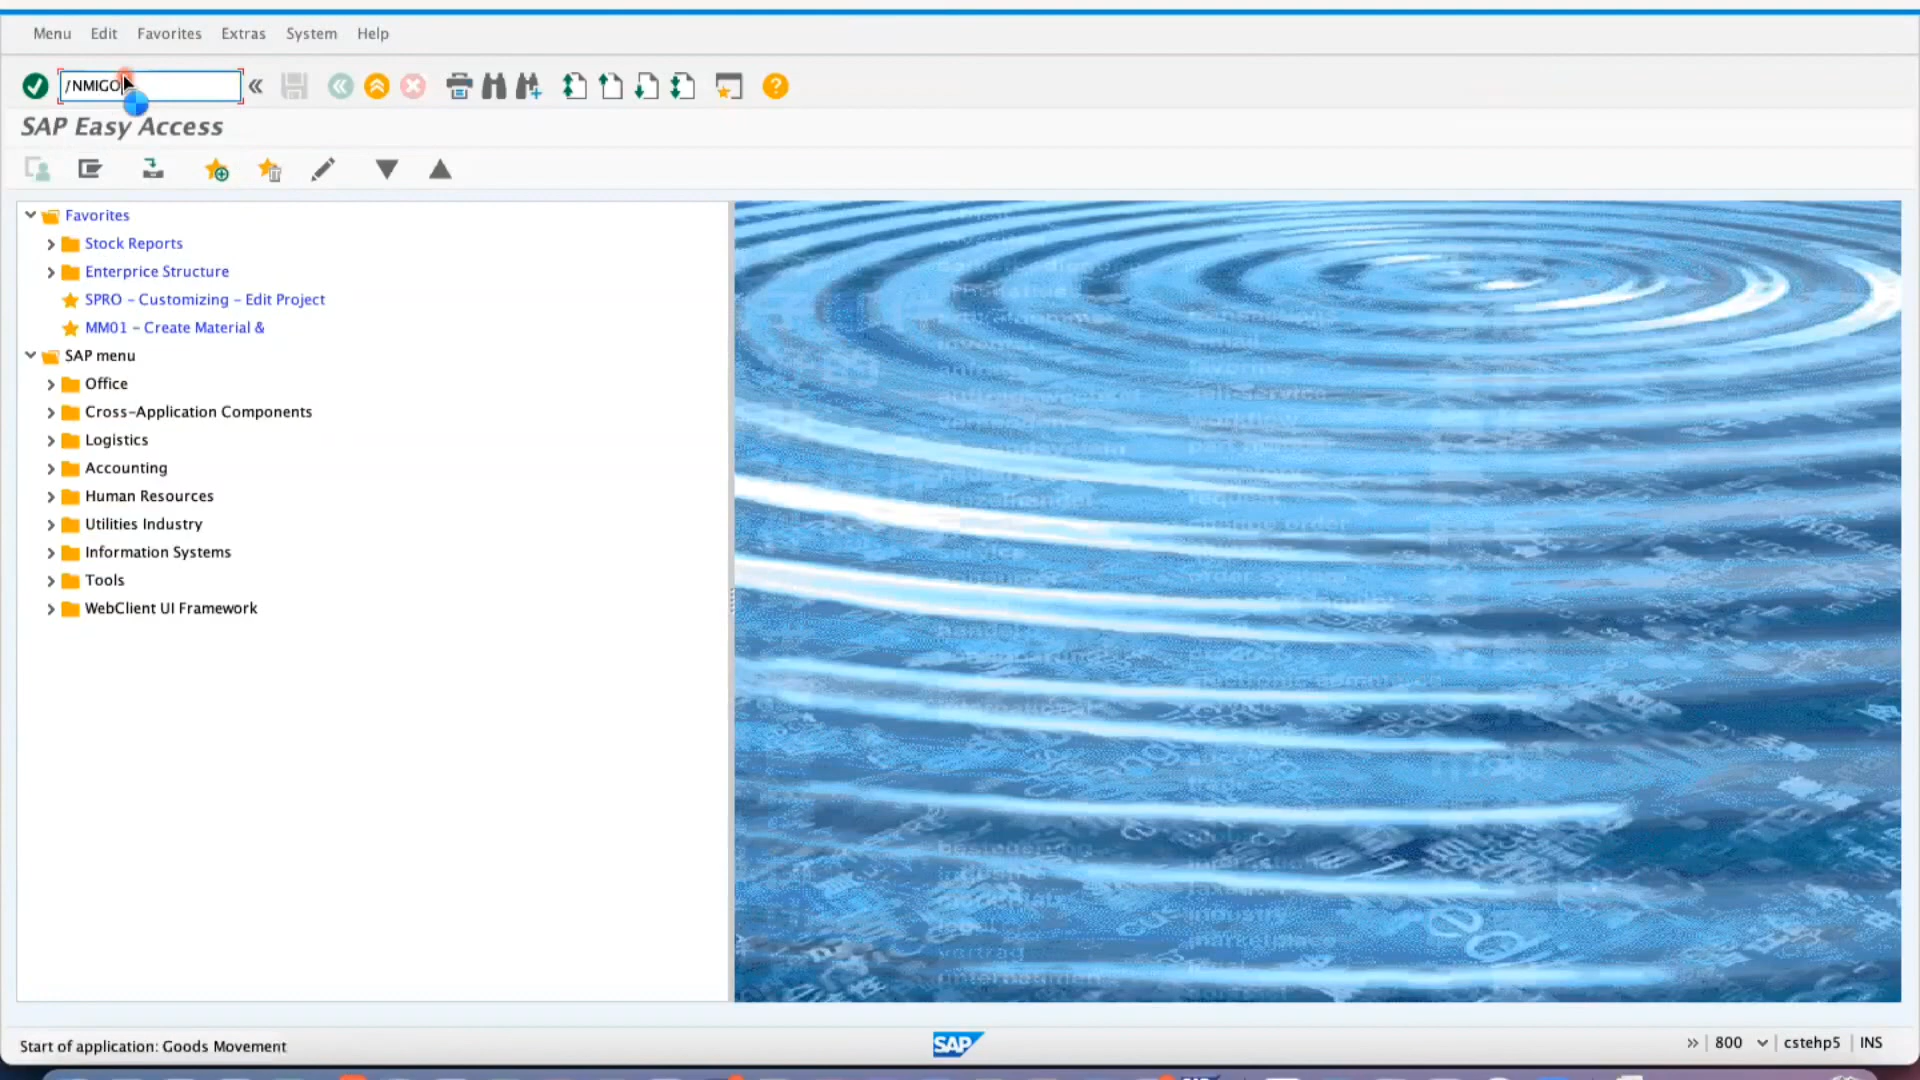 Menu Edit Favorites Extras System Help
/NMIGO
SAP Easy Access
Favorites
Stock Reports
Enterprice Structure
SPRO - Customizing - Edit Project
MM01 - Create Material &
SAP menu
Office
Cross-Application Components
Logistics
Accounting
Human Resources
Utilities Industry
Information Systems
Tools
WebClient UI Framework
Start of application: Goods Movement
SAP
800 cstehp5 INS